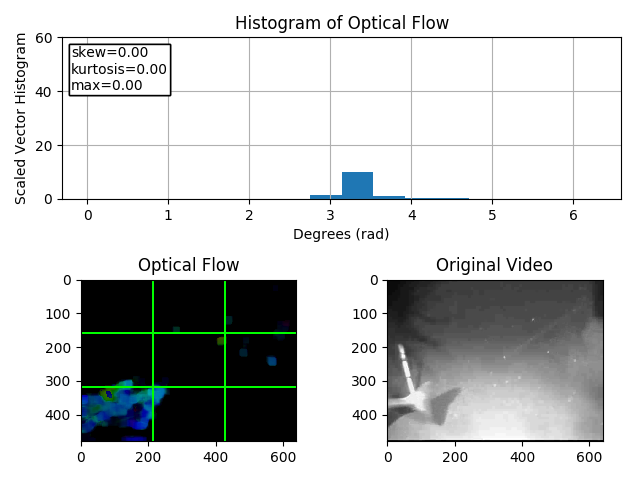 Histogram of Optical Flow
Scaled Vector Histogram
60
40
20
0
skew=0.00
kurtosis=0.00
max=0.00
0 1 2 3 4 5 6
Degrees (rad)
Optical Flow
0
100
200
300
400
0 200 400 600
Original Video
0
100
200
300
400
0 200 400 600